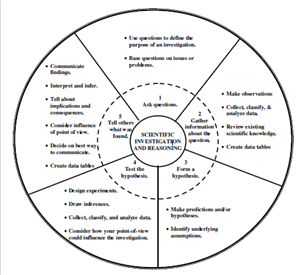 • Use questions to define the
purpose of an investigation.
• Base questions on issues or
problems.
1
Ask questions.
• Make observations
• Collect, classify, &
analyze data.
• Review existing
scientific knowledge.
• Create data tables
2
Gather
information
about the
question.
• Make predictions and/or
hypotheses.
• Identify underlying
assumptions.
3
Form a
hypothesis.
• Design experiments.
• Draw inferences.
• Collect, classify, and analyze data.
• Consider how your point-of-view
could influence the investigation.
4
Test the
hypothesis.
• Communicate
findings.
• Interpret and infer.
• Tell about
implications and
consequences.
• Consider influence
of point of view.
• Decide on best way
to communicate.
• Create data tables
5
Tell others
what was
found.
SCIENTIFIC
INVESTIGATION
AND REASONING